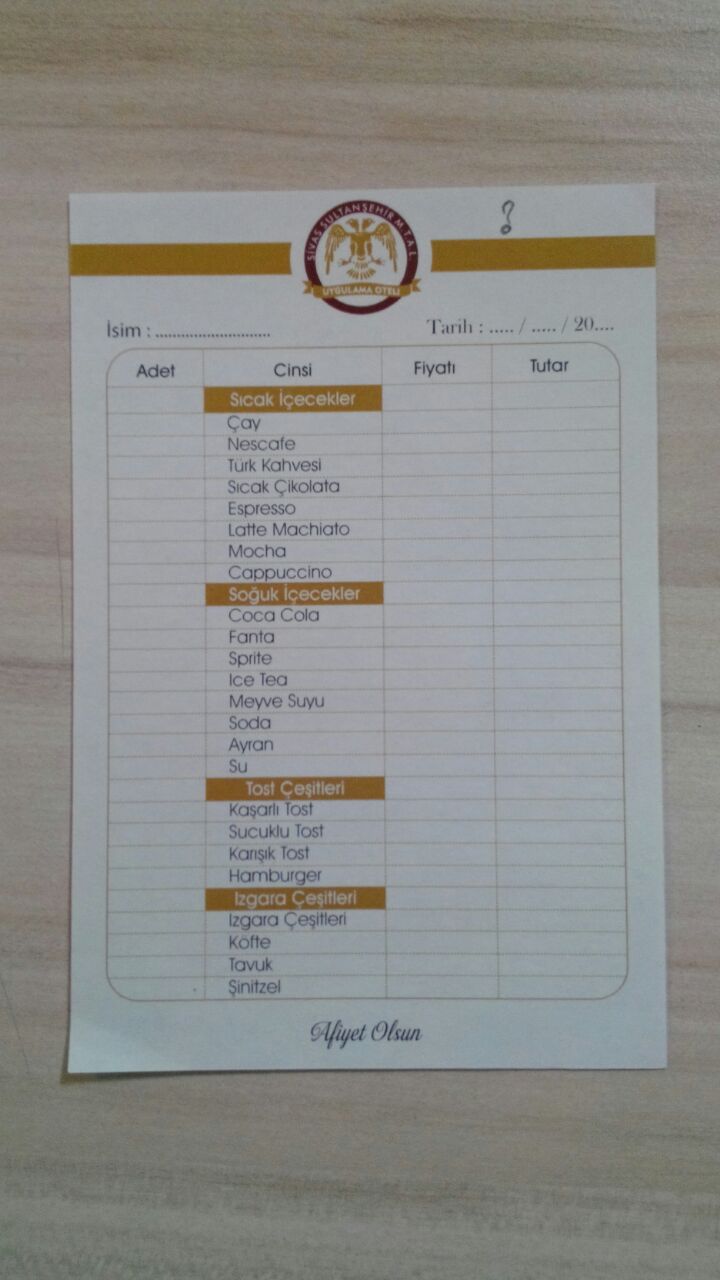 ?
SİVAS SULTANŞEHİR M.T.A.L.
UYGULAMA OTELİ
İsim : ............................ Tarih : ..... / ..... / 20....
Adet Cinsi Fiyatı Tutar
Sıcak İçecekler
Çay
Nescafe
Türk Kahvesi
Sıcak Çikolata
Espresso
Latte Machiato
Mocha
Cappuccino
Soğuk İçecekler
Coca Cola
Fanta
Sprite
Ice Tea
Meyve Suyu
Soda
Ayran
Su
Tost Çeşitleri
Kaşarlı Tost
Sucuklu Tost
Karışık Tost
Hamburger
Izgara Çeşitleri
Izgara Çeşitleri
Köfte
Tavuk
Şinitzel
Afiyet Olsun